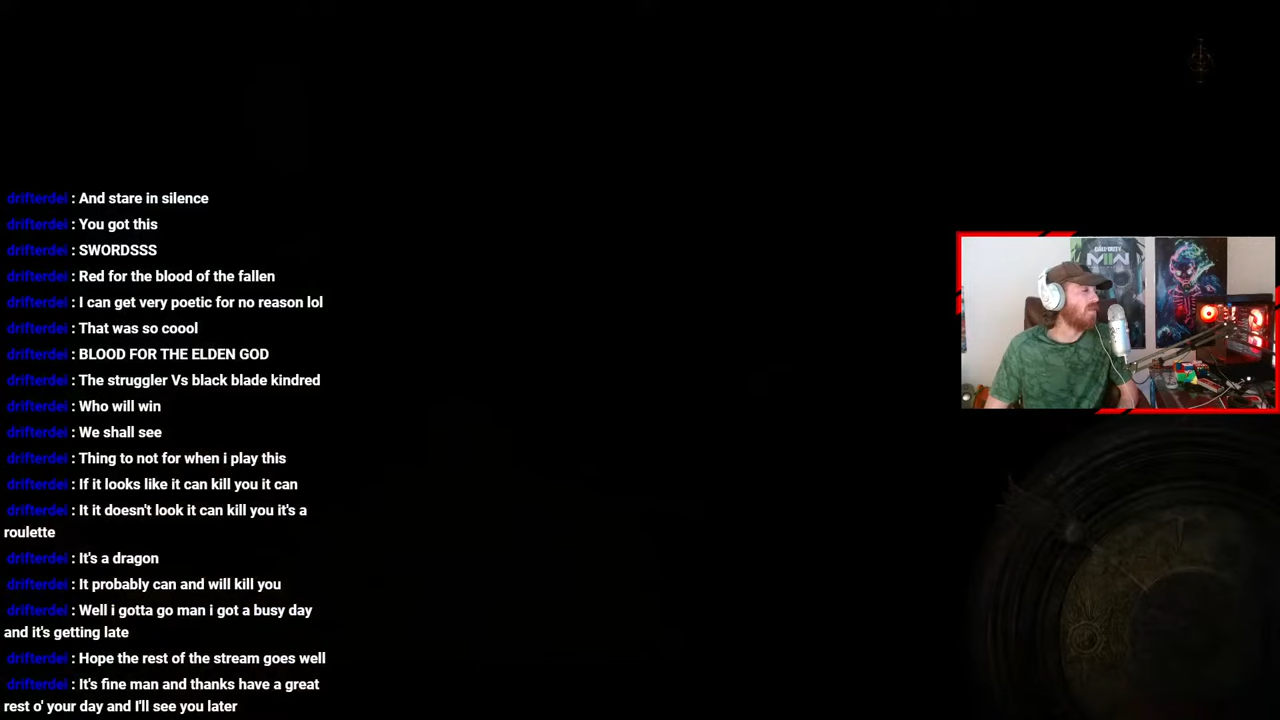 drifterdei : And stare in silence
drifterdei : You got this
drifterdei : SWORDSSS
drifterdei : Red for the blood of the fallen
drifterdei : I can get very poetic for no reason lol
drifterdei : That was so coool
drifterdei : BLOOD FOR THE ELDEN GOD
drifterdei : The struggler Vs black blade kindred
drifterdei : Who will win
drifterdei : We shall see
drifterdei : Thing to not for when i play this
drifterdei : If it looks like it can kill you it can
drifterdei : It it doesn't look it can kill you it's a
roulette
drifterdei : It's a dragon
drifterdei : It probably can and will kill you
drifterdei : Well i gotta go man i got a busy day
and it's getting late
drifterdei : Hope the rest of the stream goes well
drifterdei : It's fine man and thanks have a great
rest o' your day and I'll see you later
MW